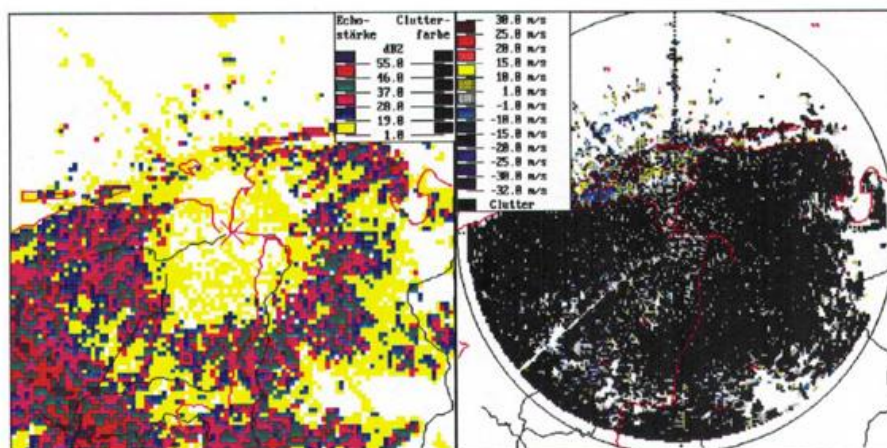 Echo-
stärke
Clutter-
farbe
dBZ
55.0
46.0
37.0
28.0
19.0
1.0
30.0 m/s
25.0 m/s
20.0 m/s
15.0 m/s
10.0 m/s
1.0 m/s
-1.0 m/s
-10.0 m/s
-15.0 m/s
-20.0 m/s
-25.0 m/s
-30.0 m/s
-32.0 m/s
Clutter